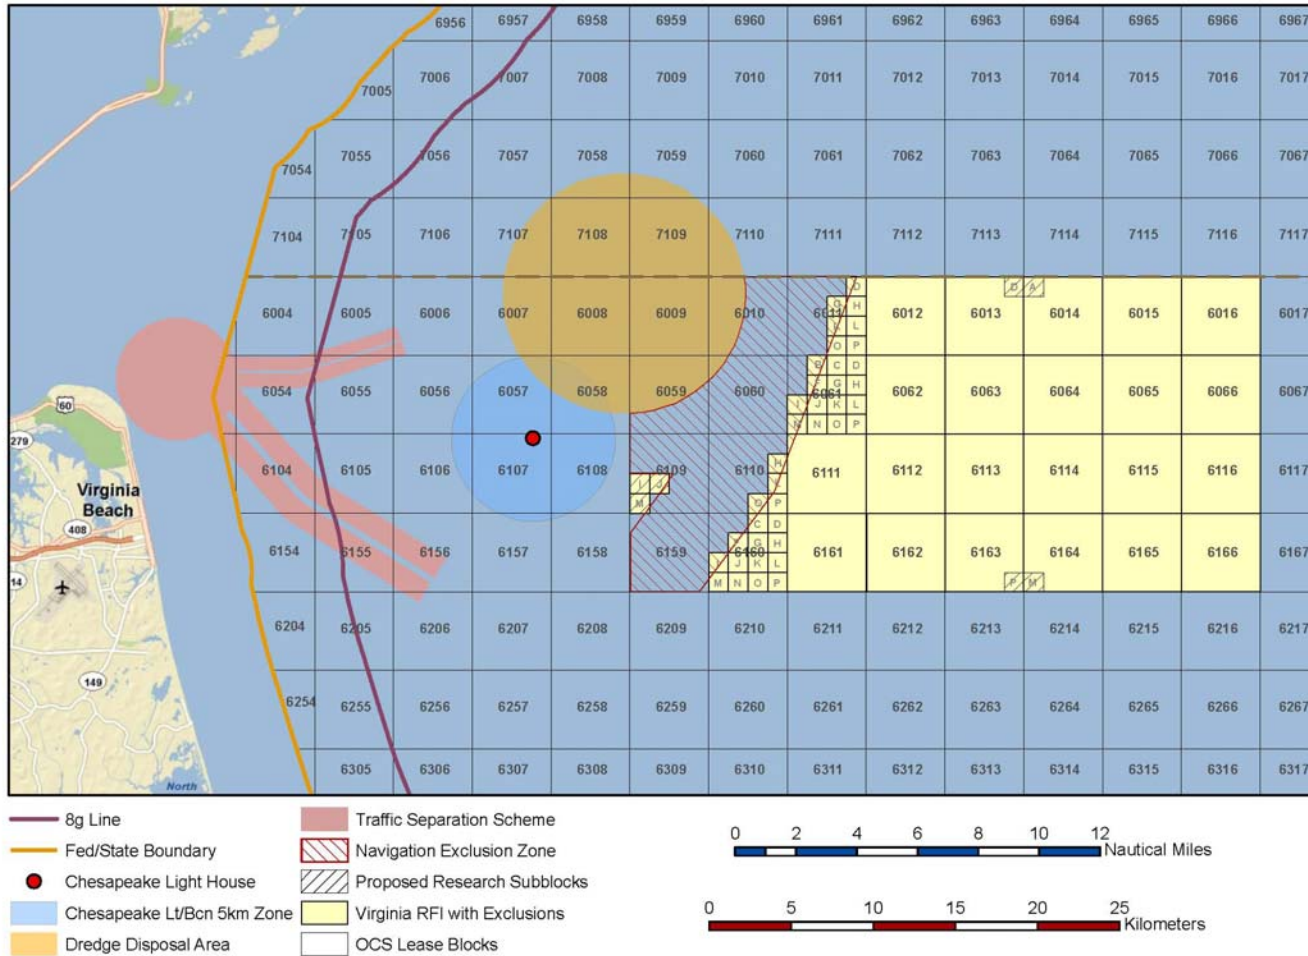 6956 6957 6958 6959 6960 6961 6962 6963 6964 6965 6966 6967
7005 7006 7007 7008 7009 7010 7011 7012 7013 7014 7015 7016 7017
7054 7055 7056 7057 7058 7059 7060 7061 7062 7063 7064 7065 7066 7067
7104 7105 7106 7107 7108 7109 7110 7111 7112 7113 7114 7115 7116 7117
D D A
6004 6005 6006 6007 6008 6009 6010 6011 6012 6013 6014 6015 6016 6017
G H
L
O P
B C D
6054 6055 6056 6057 6058 6059 6060 6061 6062 6063 6064 6065 6066 6067
G H
I J K L
N O P
60
279
Virginia
Beach
408
14
149
North
6104 6105 6106 6107 6108 6109 6110 6111 6112 6113 6114 6115 6116 6117
H
I J L
M O P
C D
6154 6155 6156 6157 6158 6159 6160 6161 6162 6163 6164 6165 6166 6167
G H
J K L
M N O P P M
6204 6205 6206 6207 6208 6209 6210 6211 6212 6213 6214 6215 6216 6217
6254 6255 6256 6257 6258 6259 6260 6261 6262 6263 6264 6265 6266 6267
6305 6306 6307 6308 6309 6310 6311 6312 6313 6314 6315 6316 6317
8g Line
Fed/State Boundary
Chesapeake Light House
Chesapeake Lt/Bcn 5km Zone
Dredge Disposal Area
Traffic Separation Scheme
Navigation Exclusion Zone
Proposed Research Subblocks
Virginia RFI with Exclusions
OCS Lease Blocks
0 2 4 6 8 10 12
Nautical Miles
0 5 10 15 20 25
Kilometers